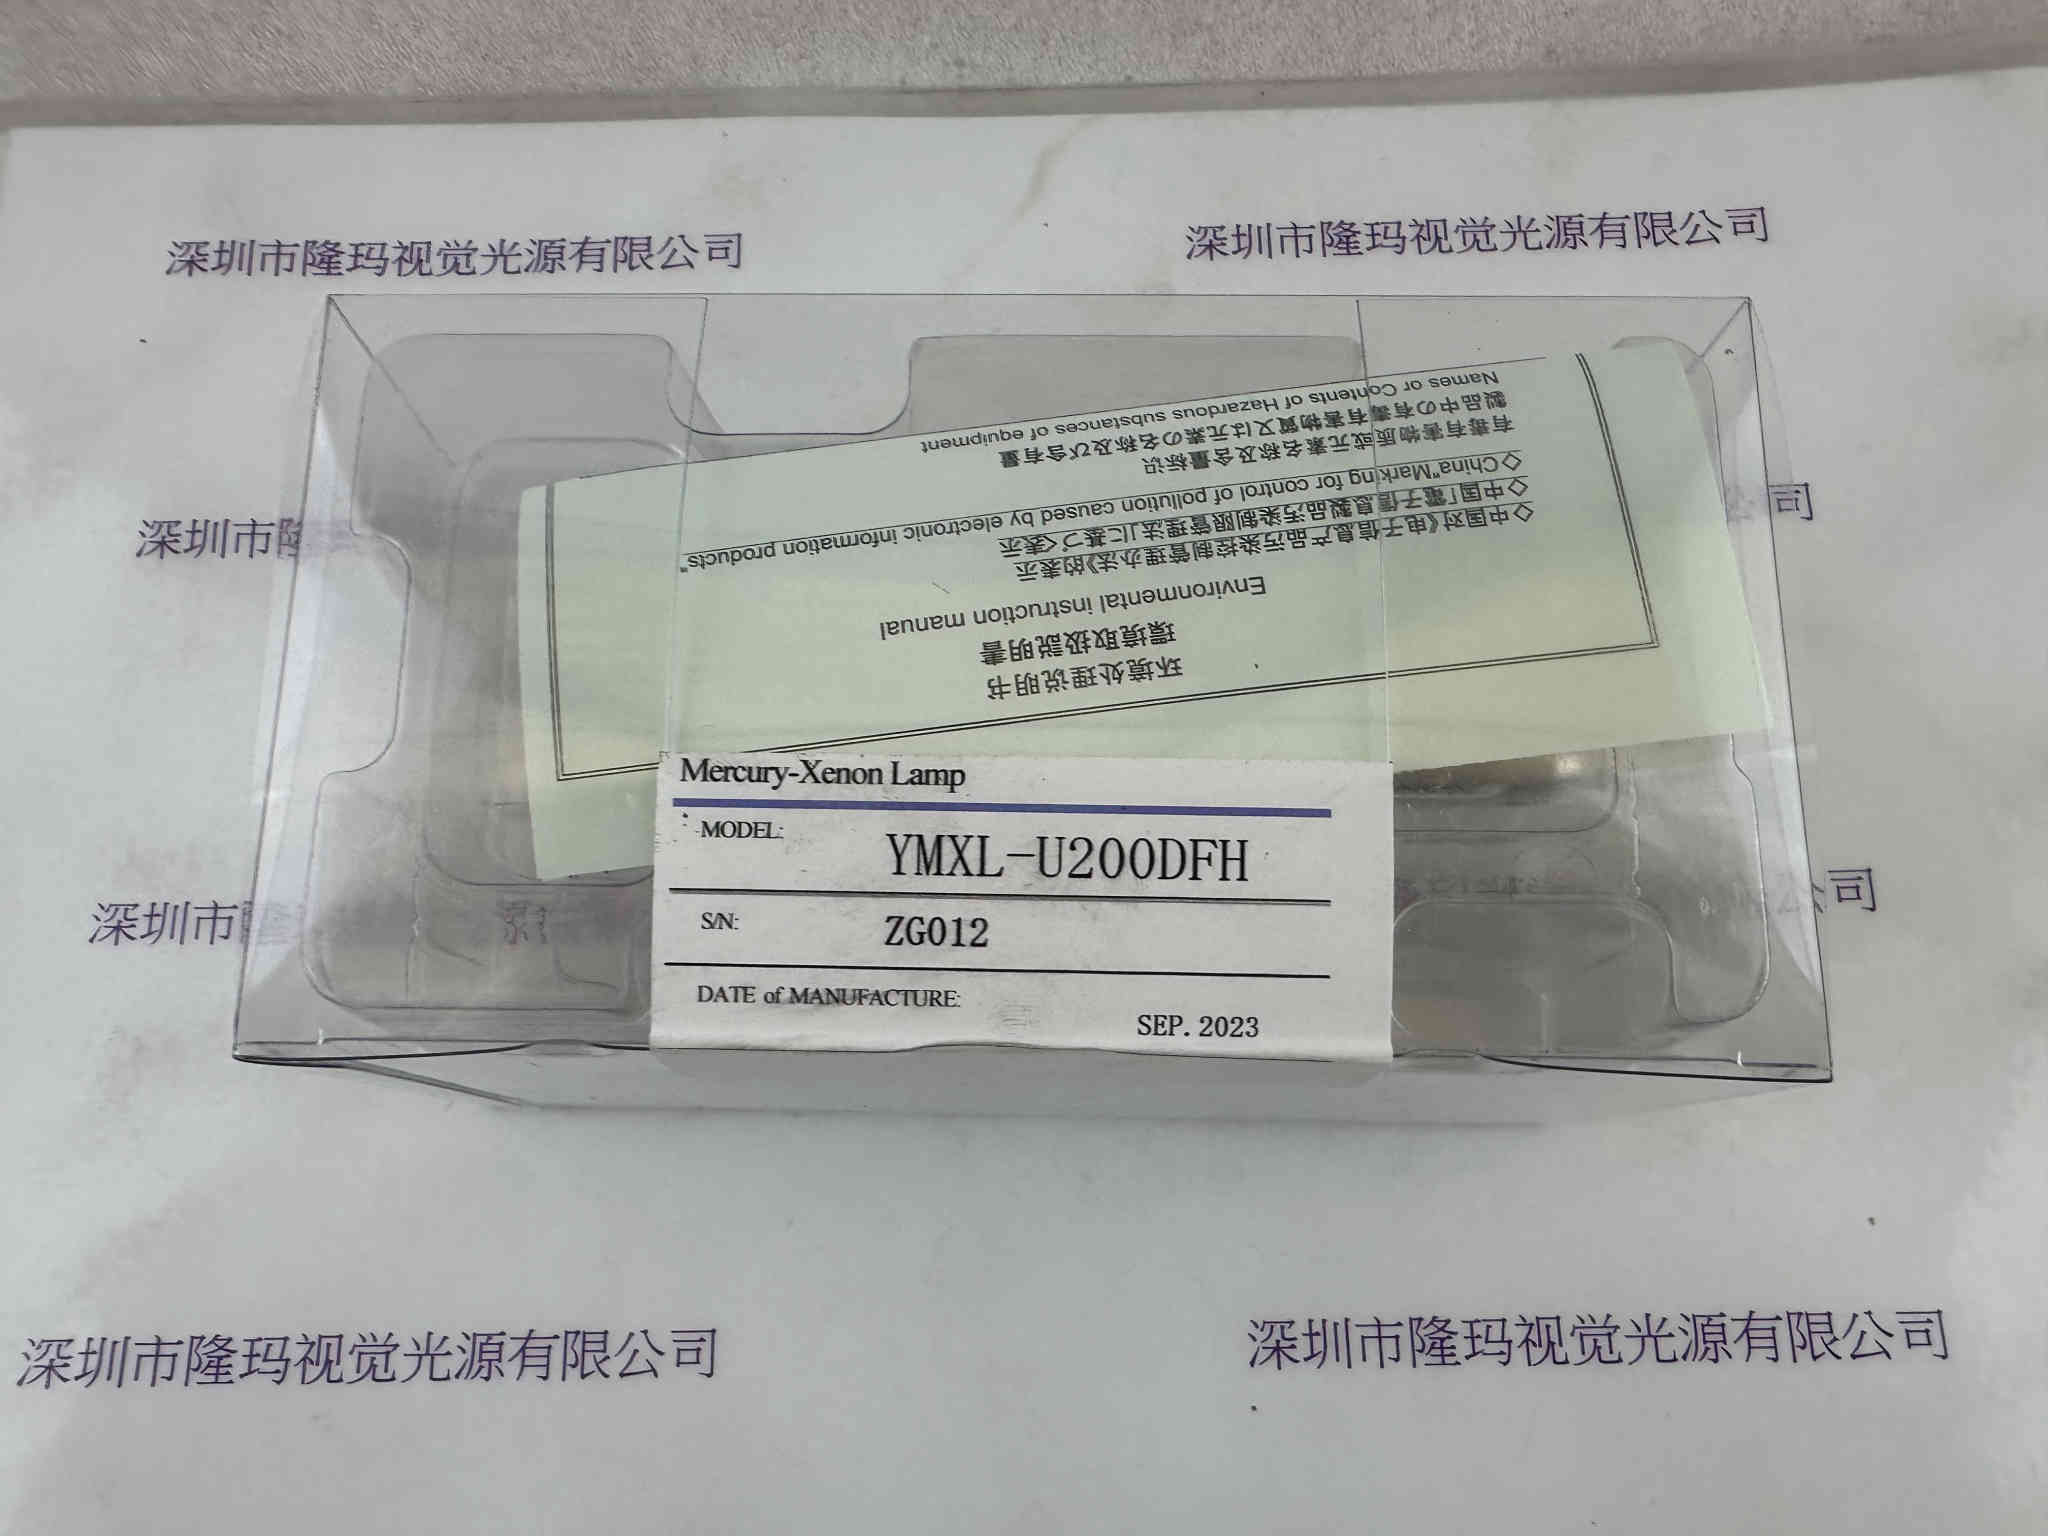 深圳市隆玛视觉光源有限公司
深圳市隆玛视觉光源有限公司
深圳市隆
司
深圳市
公司
深圳市隆玛视觉光源有限公司
深圳市隆玛视觉光源有限公司
环境处理说明书
環境取扱説明書
Environmental instruction manual
◇中国对《电子信息产品污染控制管理办法》的表示
◇中国「電子信息製品汚染制限管理法」に基づく表示
◇China"Marking for control of pollution caused by electronic information products"
有毒有害物质或元素名称及含量标识
製品中の有毒有害物質又は元素の名称及び含有量
Names or Contents of Hazardous substances of equipment
Mercury-Xenon Lamp
MODEL: YMXL-U200DFH
S/N: ZG012
DATE of MANUFACTURE:
SEP. 2023